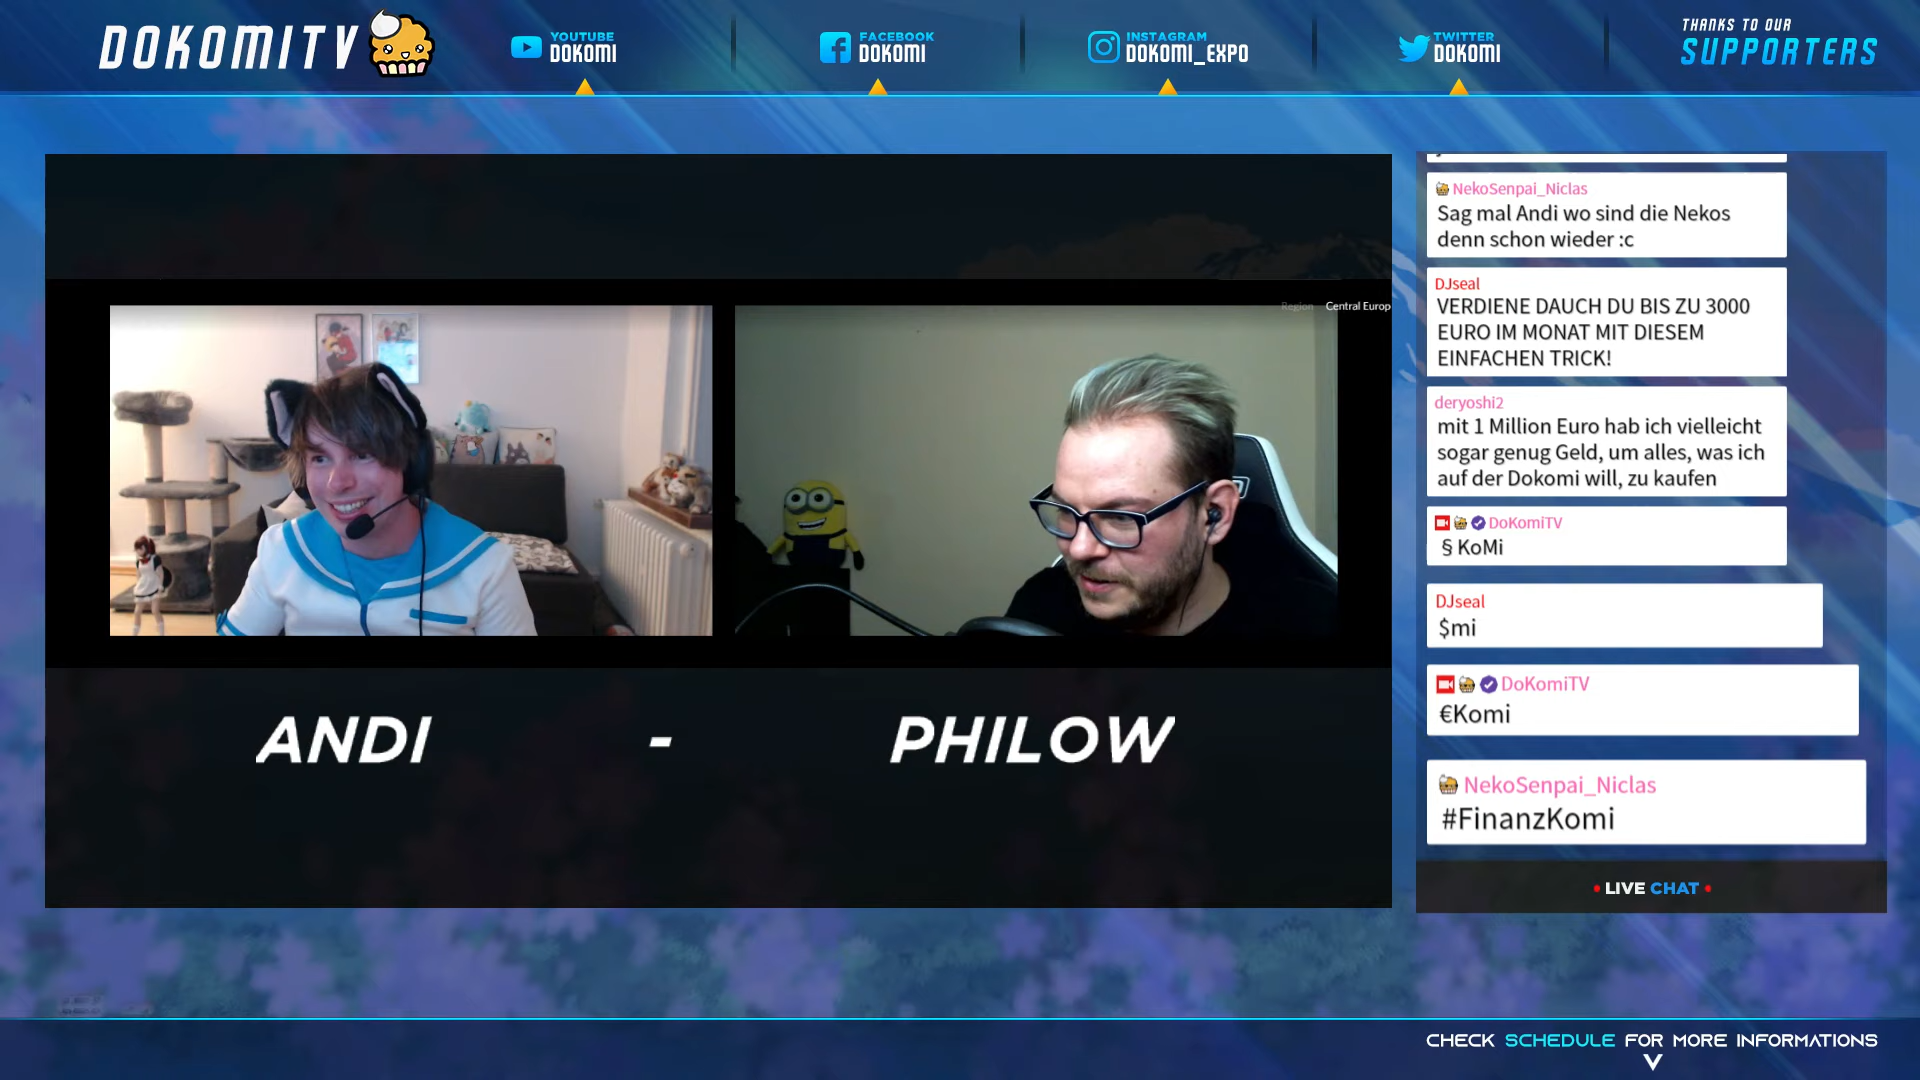 DOKOMITV
YOUTUBE
DOKOMI
FACEBOOK
DOKOMI
INSTAGRAM
DOKOMI_EXPO
TWITTER
DOKOMI
THANKS TO OUR
SUPPORTERS
Region Central Europ
ANDI - PHILOW
NekoSenpai_Niclas
Sag mal Andi wo sind die Nekos
denn schon wieder :c
DJseal
VERDIENE DAUCH DU BIS ZU 3000
EURO IM MONAT MIT DIESEM
EINFACHEN TRICK!
deryoshi2
mit 1 Million Euro hab ich vielleicht
sogar genug Geld, um alles, was ich
auf der Dokomi will, zu kaufen
DoKomiTV
§ KoMi
DJseal
$mi
DoKomiTV
€Komi
NekoSenpai_Niclas
#FinanzKomi
• LIVE CHAT •
CHECK SCHEDULE FOR MORE INFORMATIONS